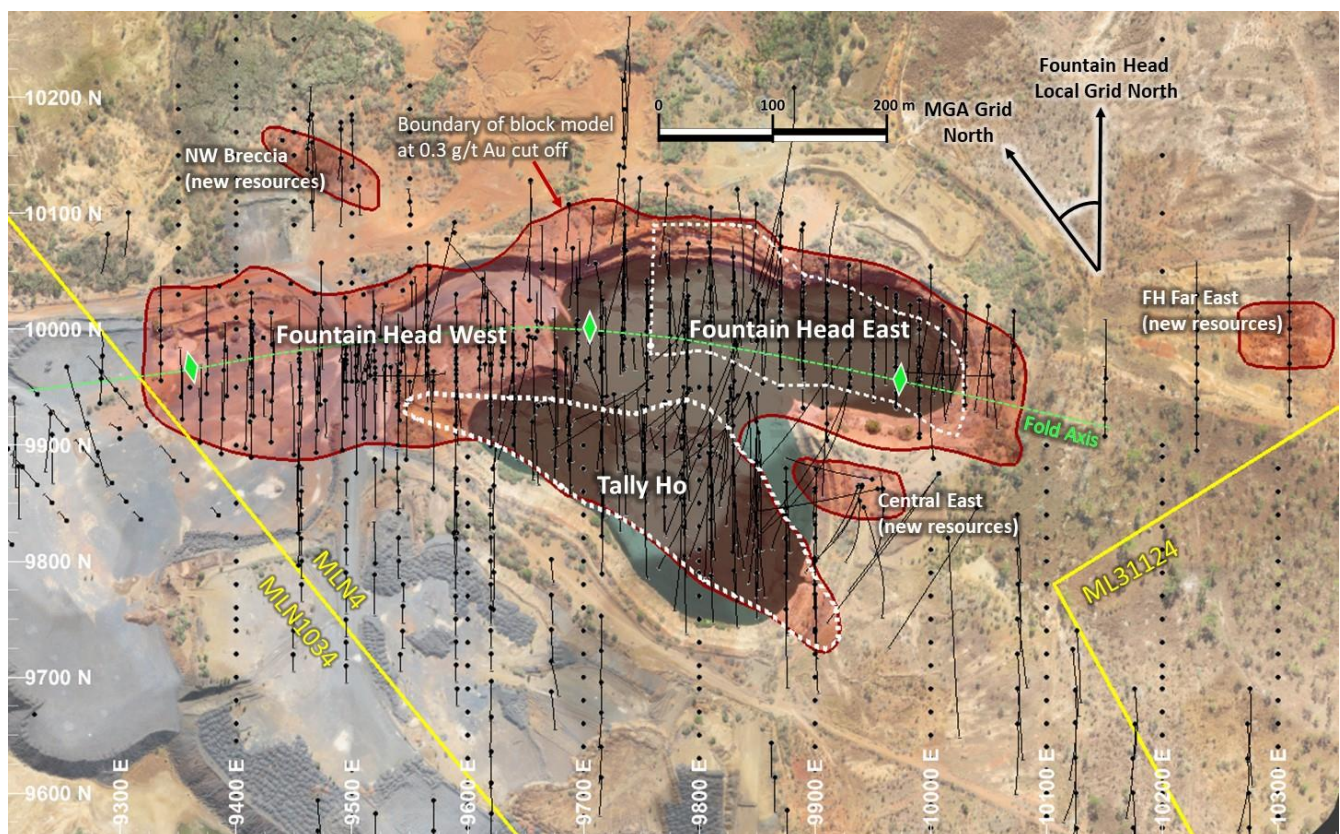 10200 N
10100 N
10000 N
9900 N
9800 N
9700 N
9600 N
NW Breccia
(new resources)
Boundary of block model
at 0.3 g/t Au cut off
0 100 200 m
MGA Grid
North
Fountain Head
Local Grid North
FH Far East
(new resources)
Fountain Head West
Fountain Head East
Fold Axis
Tally Ho
Central East
(new resources)
MLN4
MLN1034
ML31124
9300 E
9400 E
9500 E
9600 E
9700 E
9800 E
9900 E
10000 E
10100 E
10200 E
10300 E